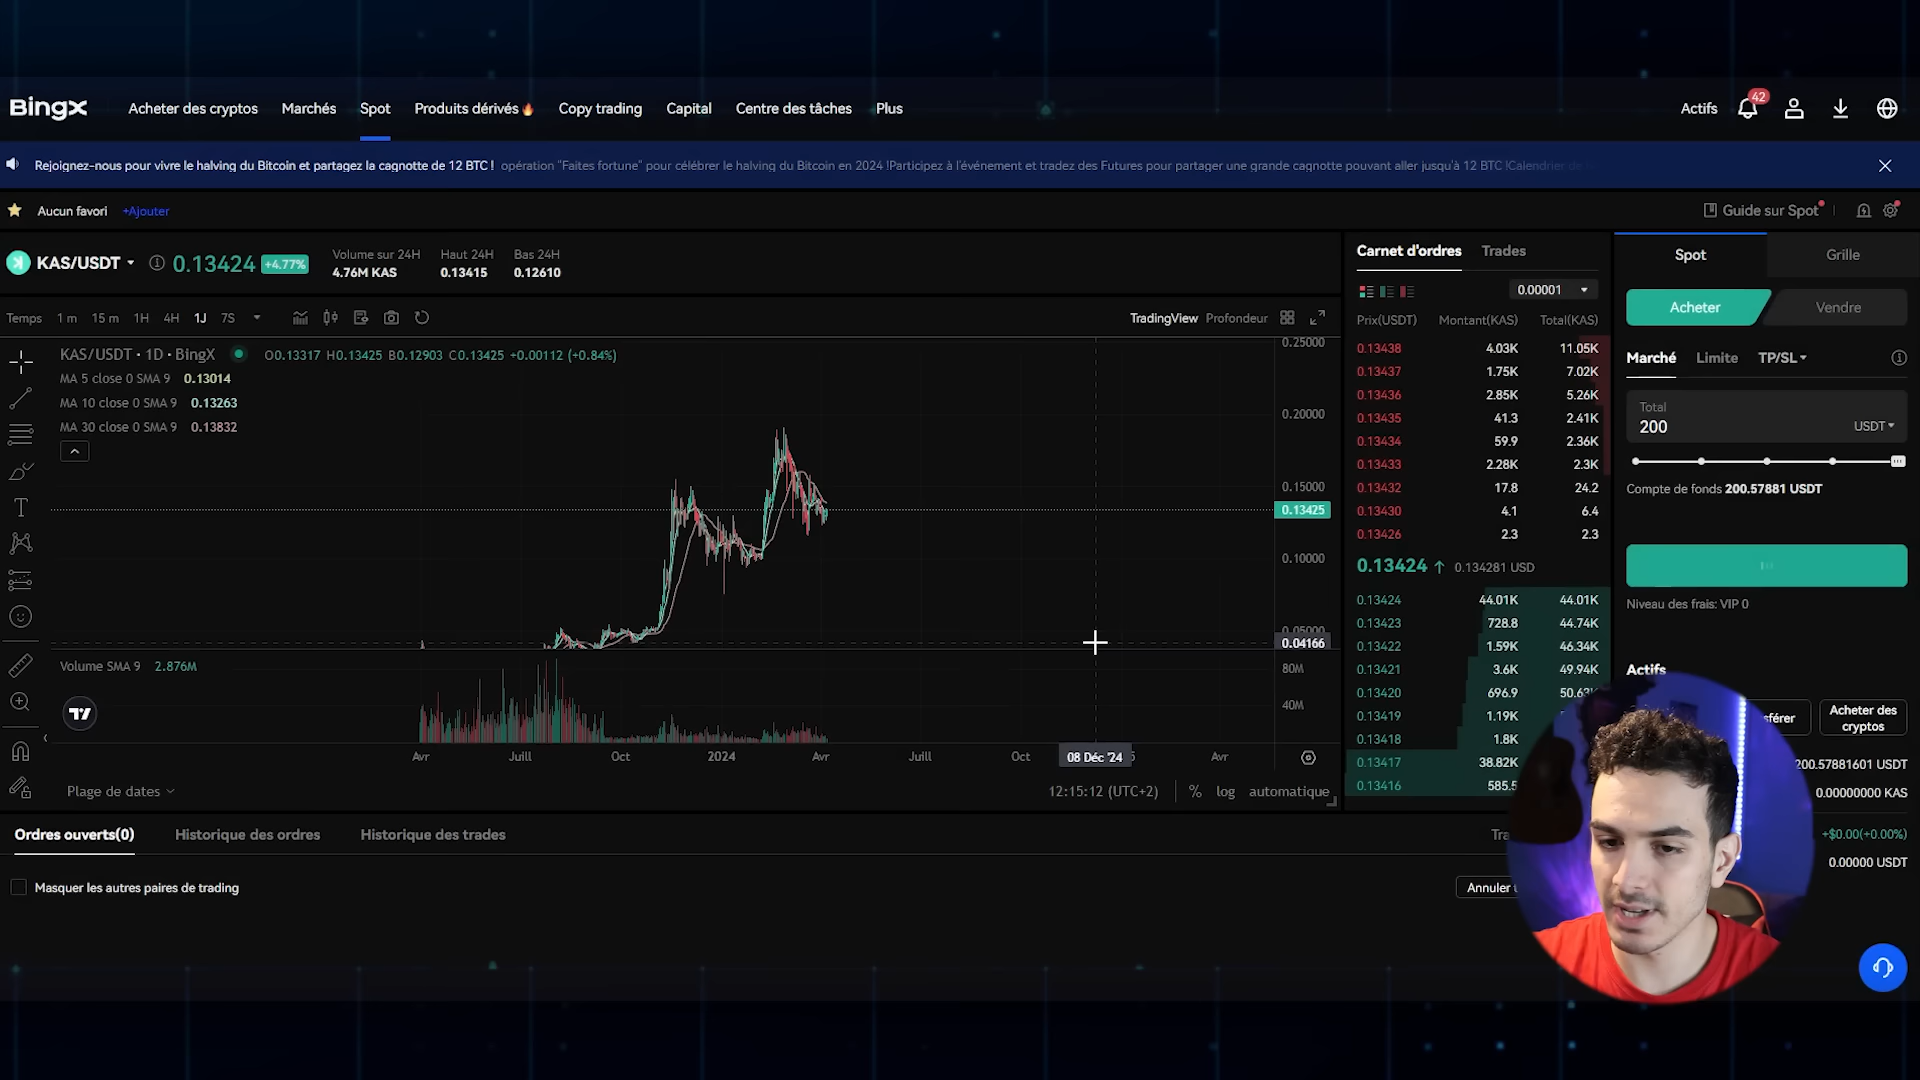 BingX
Acheter des cryptos
Marchés
Spot
Produits dérivés
Copy trading
Capital
Centre des tâches
Plus
Actifs
42
Rejoignez-nous pour vivre le halving du Bitcoin et partagez la cagnotte de 12 BTC ! opération "Faites fortune" pour célébrer le halving du Bitcoin en 2024 !Participez à l'événement et tradez des Futures pour partager une grande cagnotte pouvant aller jusqu'à 12 BTC !Calendrier de
Aucun favori +Ajouter
Guide sur Spot
KAS/USDT
0.13424 +4.77%
Volume sur 24H
4.76M KAS
Haut 24H
0.13415
Bas 24H
0.12610
Temps 1 m 15 m 1H 4H 1J 7S
TradingView Profondeur
KAS/USDT · 1D · BingX
O0.13317 H0.13425 B0.12903 C0.13425 +0.00112 (+0.84%)
MA 5 close 0 SMA 9 0.13014
MA 10 close 0 SMA 9 0.13263
MA 30 close 0 SMA 9 0.13832
0.25000
0.20000
0.15000
0.13425
0.10000
0.05000
0.04166
Volume SMA 9 2.876M
80M
40M
Avr Juill Oct 2024 Avr Juill Oct 08 Déc '24 5 Avr
Plage de dates
12:15:12 (UTC+2) % log automatique
Carnet d'ordres Trades
0.00001
Prix(USDT) Montant(KAS) Total(KAS)
0.13438 4.03K 11.05K
0.13437 1.75K 7.02K
0.13436 2.85K 5.26K
0.13435 41.3 2.41K
0.13434 59.9 2.36K
0.13433 2.28K 2.3K
0.13432 17.8 24.2
0.13430 4.1 6.4
0.13426 2.3 2.3
0.13424 ↑ 0.134281 USD
0.13424 44.01K 44.01K
0.13423 728.8 44.74K
0.13422 1.59K 46.34K
0.13421 3.6K 49.94K
0.13420 696.9 50.63K
0.13419 1.19K
0.13418 1.8K
0.13417 38.82K
0.13416 585.5
Spot Grille
Acheter Vendre
Marché Limite TP/SL
Total
200 USDT
Compte de fonds 200.57881 USDT
Niveau des frais: VIP 0
Actifs
Acheter des
cryptos
200.57881601 USDT
0.00000000 KAS
+$0.00(+0.00%)
0.00000 USDT
Ordres ouverts(0) Historique des ordres Historique des trades
Masquer les autres paires de trading
Annuler